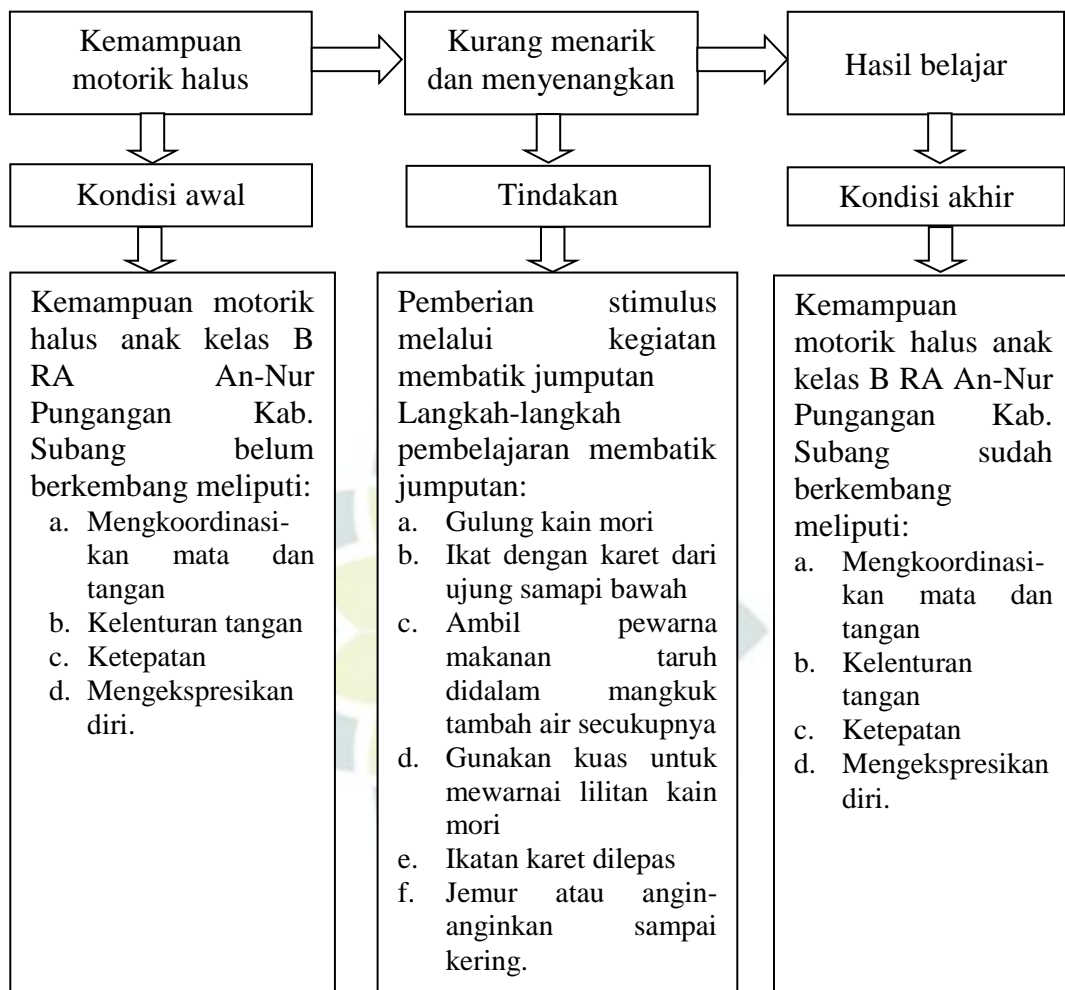 Kemampuan
motorik halus
Kurang menarik
dan menyenangkan
Hasil belajar
Kondisi awal
Tindakan
Kondisi akhir
Kemampuan motorik
halus anak kelas B
RA An-Nur
Pungangan Kab.
Subang belum
berkembang meliputi:
a. Mengkoordinasi-
kan mata dan
tangan
b. Kelenturan tangan
c. Ketepatan
d. Mengekspresikan
diri.
Pemberian stimulus
melalui kegiatan
membatik jumputan
Langkah-langkah
pembelajaran membatik
jumputan:
a. Gulung kain mori
b. Ikat dengan karet dari
ujung samapi bawah
c. Ambil pewarna
makanan taruh
didalam mangkuk
tambah air secukupnya
d. Gunakan kuas untuk
mewarnai lilitan kain
mori
e. Ikatan karet dilepas
f. Jemur atau angin-
anginkan sampai
kering.
Kemampuan
motorik halus anak
kelas B RA An-Nur
Pungangan Kab.
Subang sudah
berkembang
meliputi:
a. Mengkoordinasi-
kan mata dan
tangan
b. Kelenturan
tangan
c. Ketepatan
d. Mengekspresikan
diri.